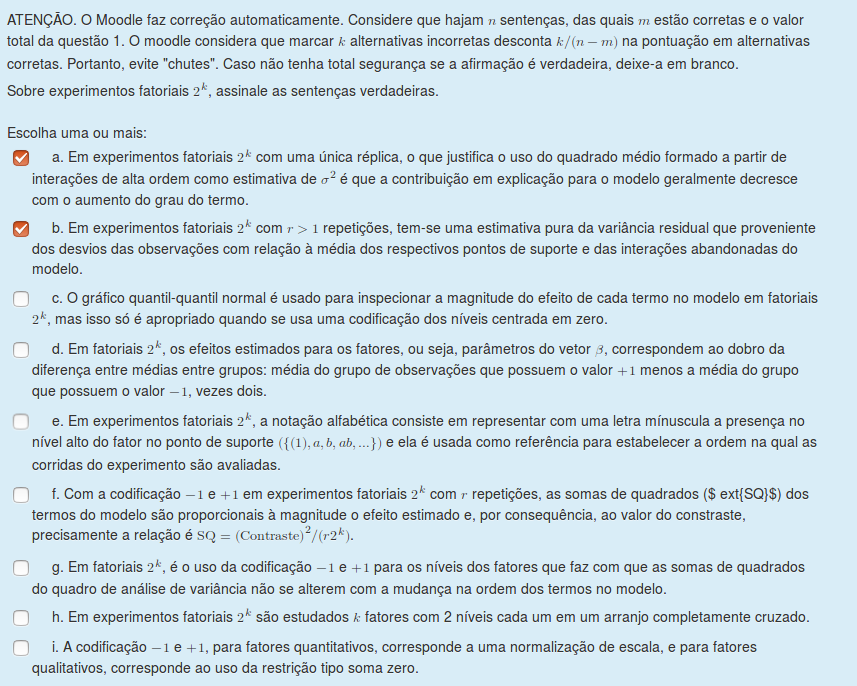 ATENÇÃO. O Moodle faz correção automaticamente. Considere que hajam n sentenças, das quais m estão corretas e o valor
total da questão 1. O moodle considera que marcar k alternativas incorretas desconta k/(n − m) na pontuação em alternativas
corretas. Portanto, evite "chutes". Caso não tenha total segurança se a afirmação é verdadeira, deixe-a em branco.
Sobre experimentos fatoriais 2^k, assinale as sentenças verdadeiras.
Escolha uma ou mais:
a. Em experimentos fatoriais 2^k com uma única réplica, o que justifica o uso do quadrado médio formado a partir de
interações de alta ordem como estimativa de σ^2 é que a contribuição em explicação para o modelo geralmente decresce
com o aumento do grau do termo.
b. Em experimentos fatoriais 2^k com r > 1 repetições, tem-se uma estimativa pura da variância residual que proveniente
dos desvios das observações com relação à média dos respectivos pontos de suporte e das interações abandonadas do
modelo.
c. O gráfico quantil-quantil normal é usado para inspecionar a magnitude do efeito de cada termo no modelo em fatoriais
2^k, mas isso só é apropriado quando se usa uma codificação dos níveis centrada em zero.
d. Em fatoriais 2^k, os efeitos estimados para os fatores, ou seja, parâmetros do vetor β, correspondem ao dobro da
diferença entre médias entre grupos: média do grupo de observações que possuem o valor +1 menos a média do grupo
que possuem o valor −1, vezes dois.
e. Em experimentos fatoriais 2^k, a notação alfabética consiste em representar com uma letra mínuscula a presença no
nível alto do fator no ponto de suporte ({(1), a, b, ab, ...}) e ela é usada como referência para estabelecer a ordem na qual as
corridas do experimento são avaliadas.
f. Com a codificação −1 e +1 em experimentos fatoriais 2^k com r repetições, as somas de quadrados ($ ext{SQ}$) dos
termos do modelo são proporcionais à magnitude o efeito estimado e, por consequência, ao valor do constraste,
precisamente a relação é SQ = (Contraste)^2/(r2^k).
g. Em fatoriais 2^k, é o uso da codificação −1 e +1 para os níveis dos fatores que faz com que as somas de quadrados
do quadro de análise de variância não se alterem com a mudança na ordem dos termos no modelo.
h. Em experimentos fatoriais 2^k são estudados k fatores com 2 níveis cada um em um arranjo completamente cruzado.
i. A codificação −1 e +1, para fatores quantitativos, corresponde a uma normalização de escala, e para fatores
qualitativos, corresponde ao uso da restrição tipo soma zero.